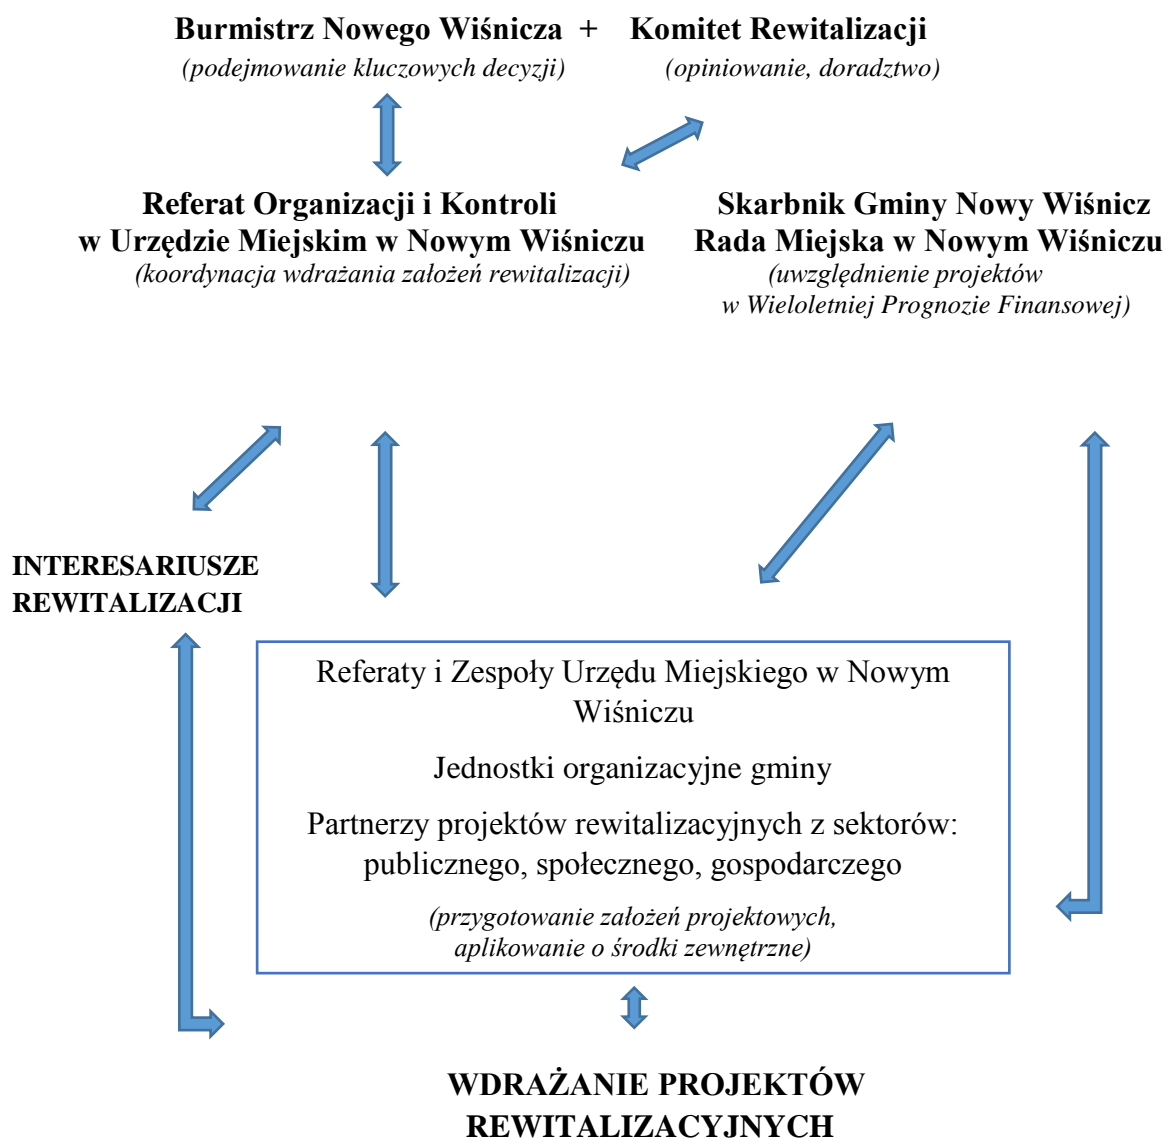 Burmistrz Nowego Wiśnicza + Komitet Rewitalizacji
(podejmowanie kluczowych decyzji) (opiniowanie, doradztwo)
Referat Organizacji i Kontroli
w Urzędzie Miejskim w Nowym Wiśniczu
(koordynacja wdrażania założeń rewitalizacji)
Skarbnik Gminy Nowy Wiśnicz
Rada Miejska w Nowym Wiśniczu
(uwzględnienie projektów
w Wieloletniej Prognozie Finansowej)
INTERESARIUSZE
REWITALIZACJI
Referaty i Zespoły Urzędu Miejskiego w Nowym
Wiśniczu
Jednostki organizacyjne gminy
Partnerzy projektów rewitalizacyjnych z sektorów:
publicznego, społecznego, gospodarczego
(przygotowanie założeń projektowych,
aplikowanie o środki zewnętrzne)
WDRAŻANIE PROJEKTÓW
REWITALIZACYJNYCH